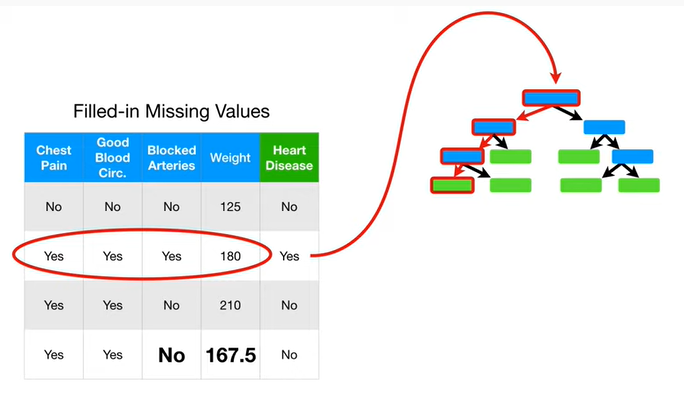 Filled-in Missing Values
Chest Pain Good Blood Circ. Blocked Arteries Weight Heart Disease
No No No 125 No
Yes Yes Yes 180 Yes
Yes Yes No 210 No
Yes Yes No 167.5 No